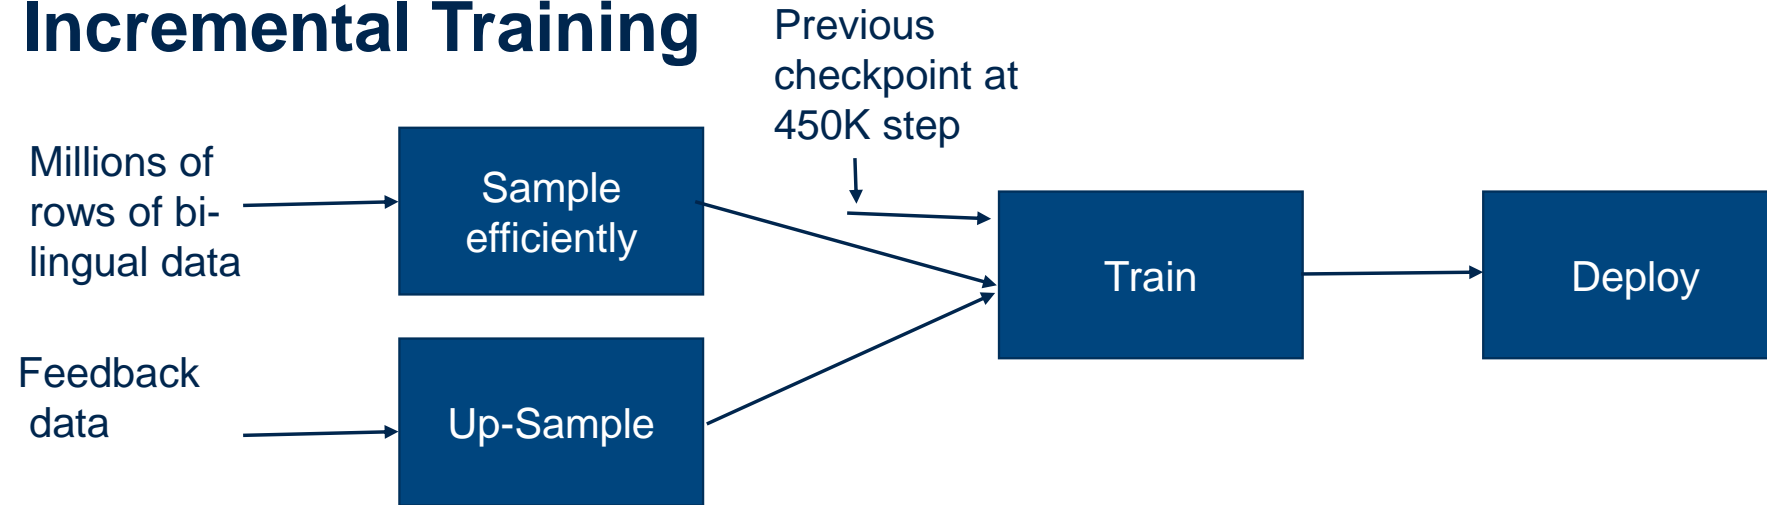 Incremental Training
Previous
checkpoint at
450K step
Millions of
rows of bi-
lingual data
Sample
efficiently
Train
Deploy
Feedback
data
Up-Sample